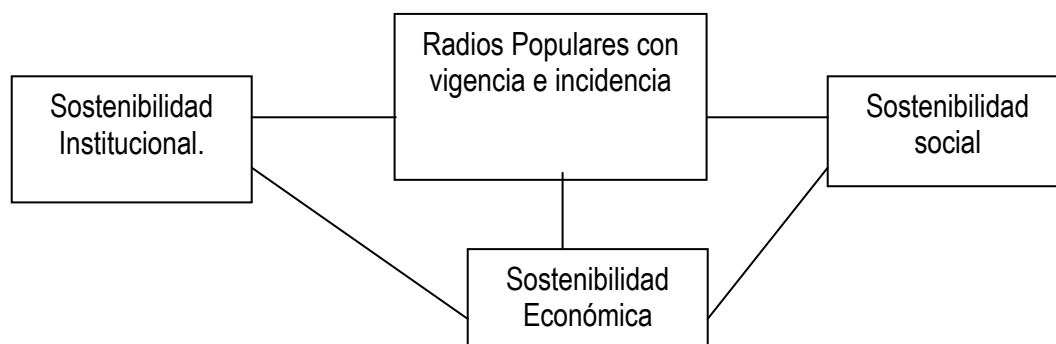 Radios Populares con
vigencia e incidencia
Sostenibilidad
Institucional.
Sostenibilidad
social
Sostenibilidad
Económica